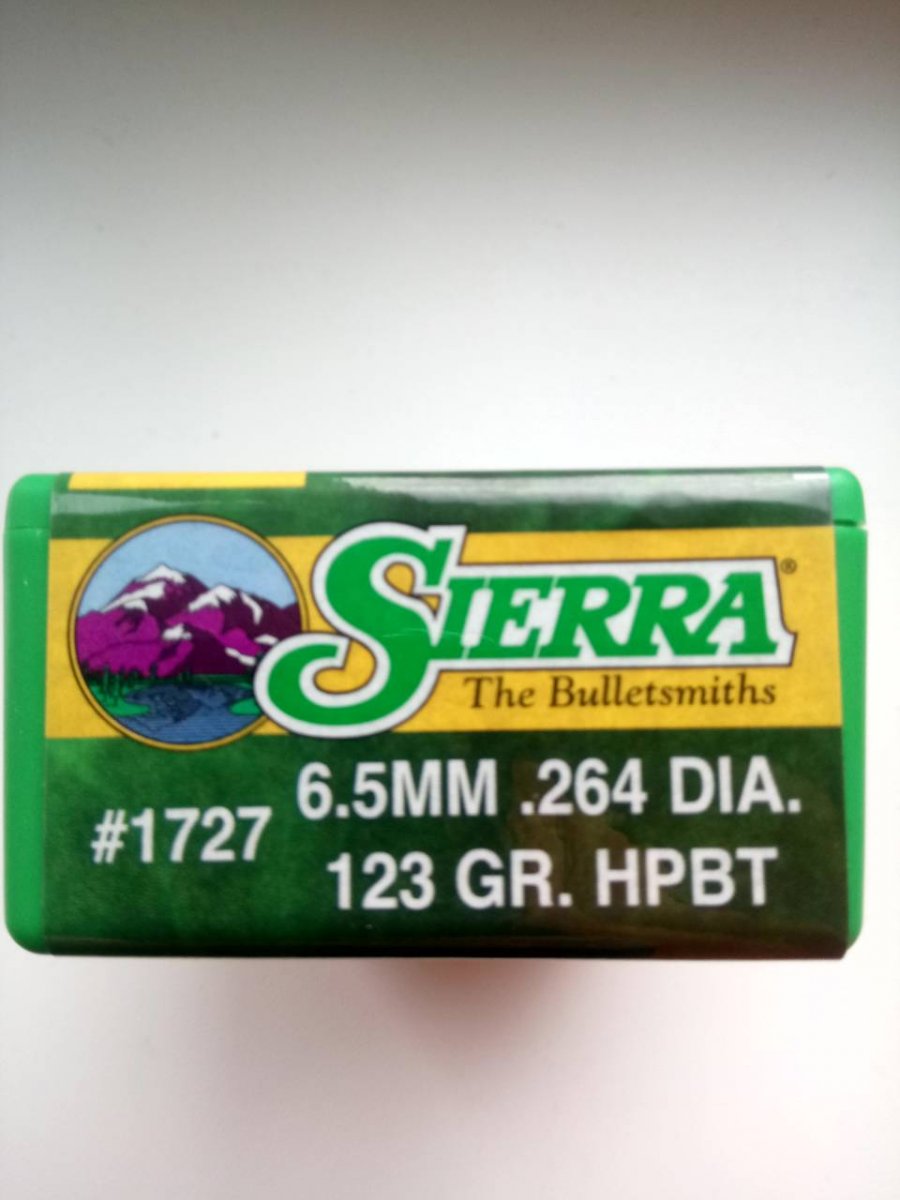 SIERRA®
The Bulletsmiths
#1727
6.5MM .264 DIA.
123 GR. HPBT